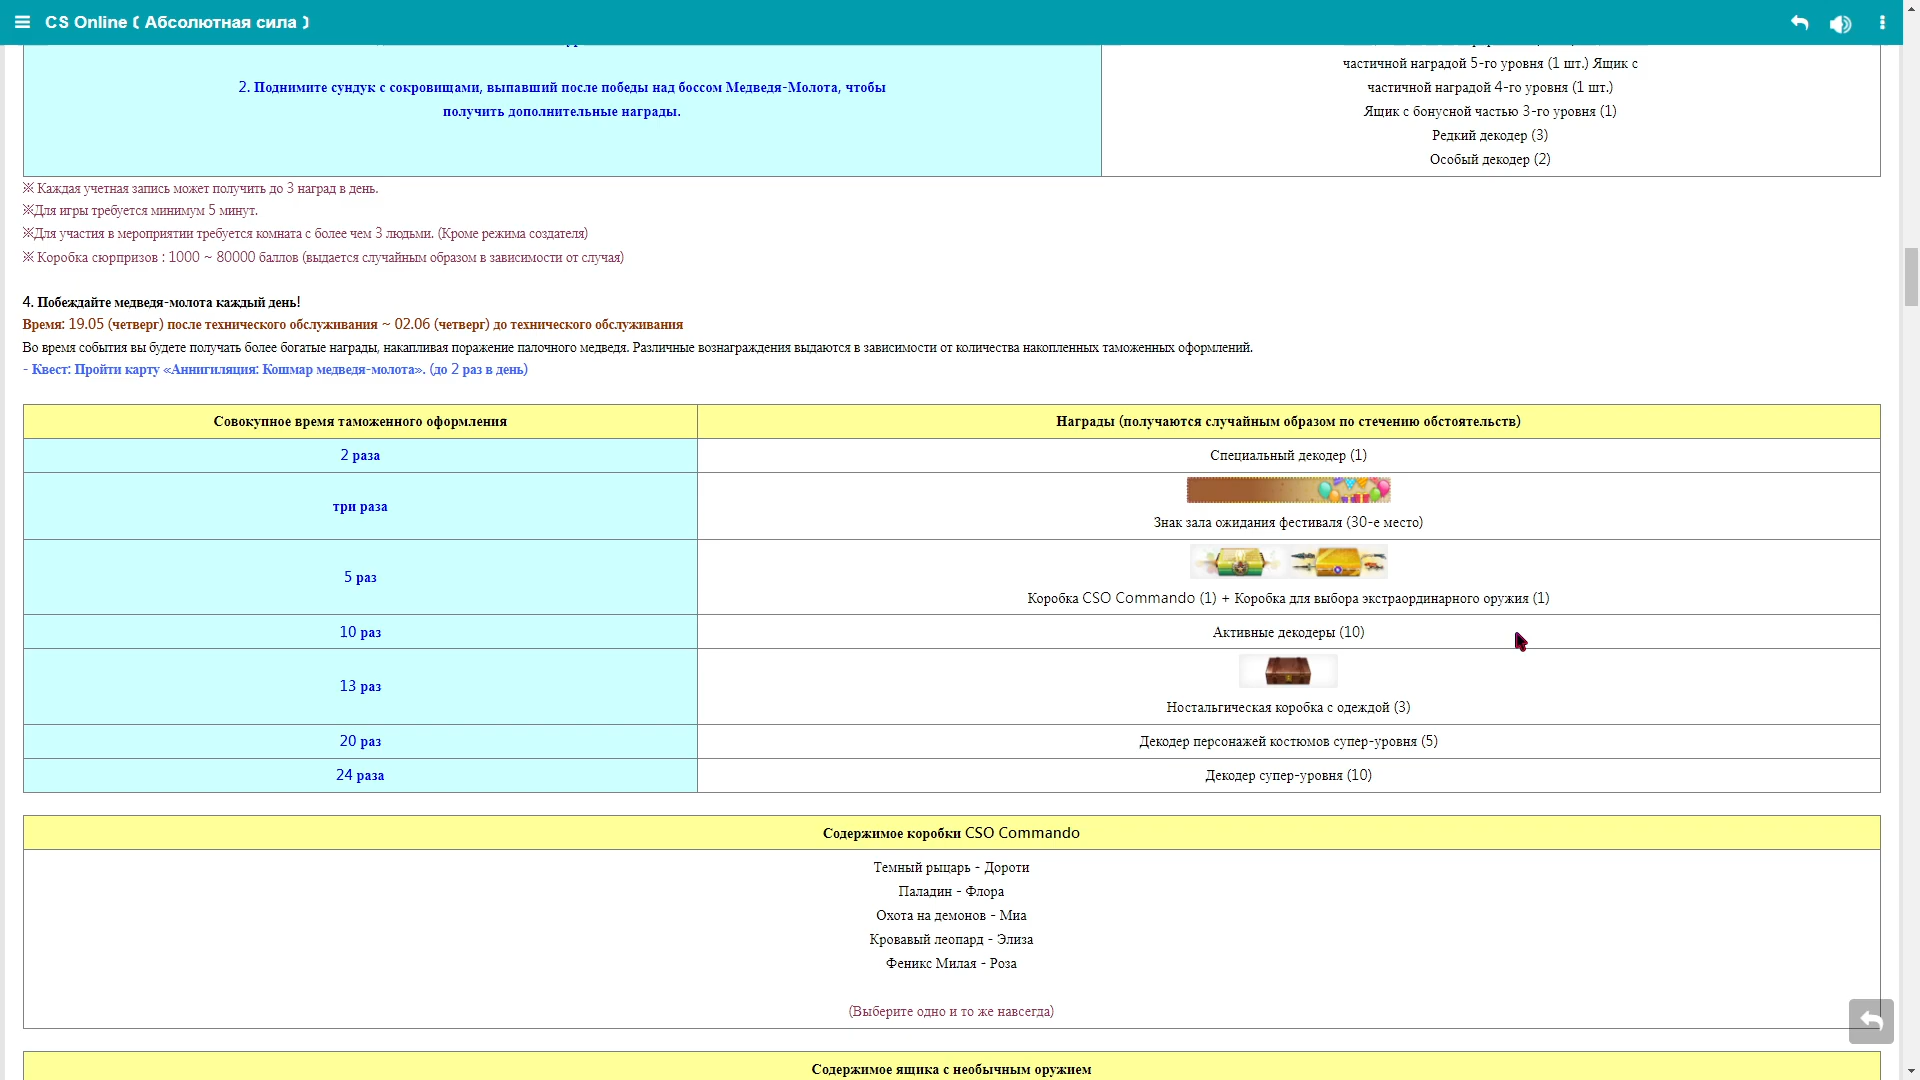 CS Online ( Абсолютная сила )
2. Поднимите сундук с сокровищами, выпавший после победы над боссом Медведя-Молота, чтобы
получить дополнительные награды.
частичной наградой 5-го уровня (1 шт.) Ящик с
частичной наградой 4-го уровня (1 шт.)
Ящик с бонусной частью 3-го уровня (1)
Редкий декодер (3)
Особый декодер (2)
※ Каждая учетная запись может получить до 3 наград в день.
※Для игры требуется минимум 5 минут.
※Для участия в мероприятии требуется комната с более чем 3 людьми. (Кроме режима создателя)
※ Коробка сюрпризов : 1000 ~ 80000 баллов (выдается случайным образом в зависимости от случая)
4. Побеждайте медведя-молота каждый день!
Время: 19.05 (четверг) после технического обслуживания ~ 02.06 (четверг) до технического обслуживания
Во время события вы будете получать более богатые награды, накапливая поражение палочного медведя. Различные вознаграждения выдаются в зависимости от количества накопленных таможенных оформлений.
- Квест: Пройти карту «Аннигиляция: Кошмар медведя-молота». (до 2 раз в день)
Совокупное время таможенного оформления
Награды (получаются случайным образом по стечению обстоятельств)
2 раза
Специальный декодер (1)
три раза
Знак зала ожидания фестиваля (30-е место)
5 раз
Коробка CSO Commando (1) + Коробка для выбора экстраординарного оружия (1)
10 раз
Активные декодеры (10)
13 раз
Ностальгическая коробка с одеждой (3)
20 раз
Декодер персонажей костюмов супер-уровня (5)
24 раза
Декодер супер-уровня (10)
Содержимое коробки CSO Commando
Темный рыцарь - Дороти
Паладин - Флора
Охота на демонов - Миа
Кровавый леопард - Элиза
Феникс Милая - Роза
(Выберите одно и то же навсегда)
Содержимое ящика с необычным оружием